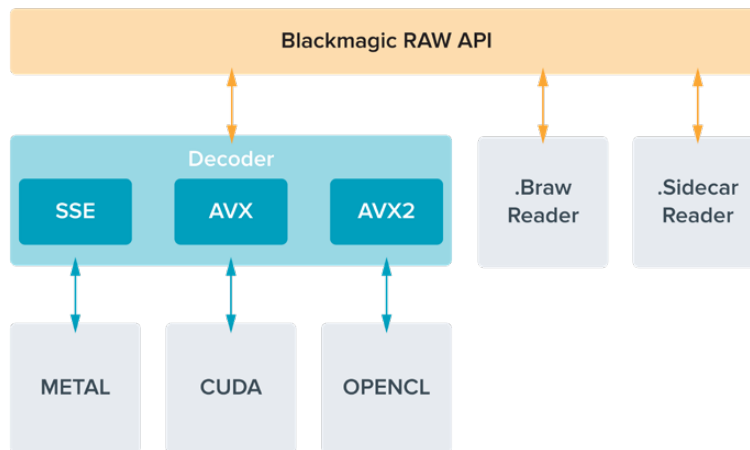 Blackmagic RAW API
Decoder
SSE
AVX
AVX2
.Braw
Reader
.Sidecar
Reader
METAL
CUDA
OPENCL